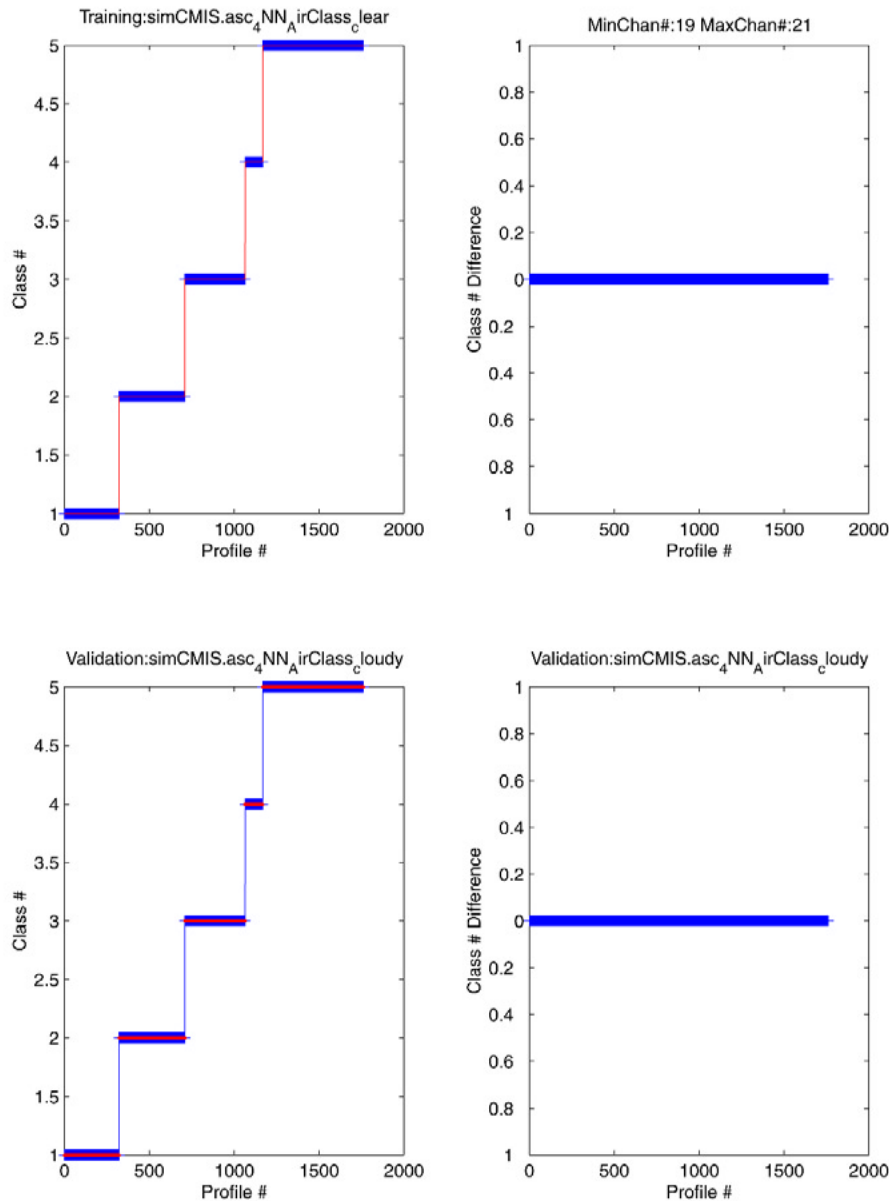 Training:simCMIS.asc_4NN_AirClass_clear
5
4.5
4
3.5
3
2.5
2
1.5
1
Class #
0 500 1000 1500 2000
Profile #
MinChan#:19 MaxChan#:21
1
0.8
0.6
0.4
0.2
0
0.2
0.4
0.6
0.8
1
Class # Difference
0 500 1000 1500 2000
Profile #
Validation:simCMIS.asc_4NN_AirClass_cloudy
5
4.5
4
3.5
3
2.5
2
1.5
1
Class #
0 500 1000 1500 2000
Profile #
Validation:simCMIS.asc_4NN_AirClass_cloudy
1
0.8
0.6
0.4
0.2
0
0.2
0.4
0.6
0.8
1
Class # Difference
0 500 1000 1500 2000
Profile #